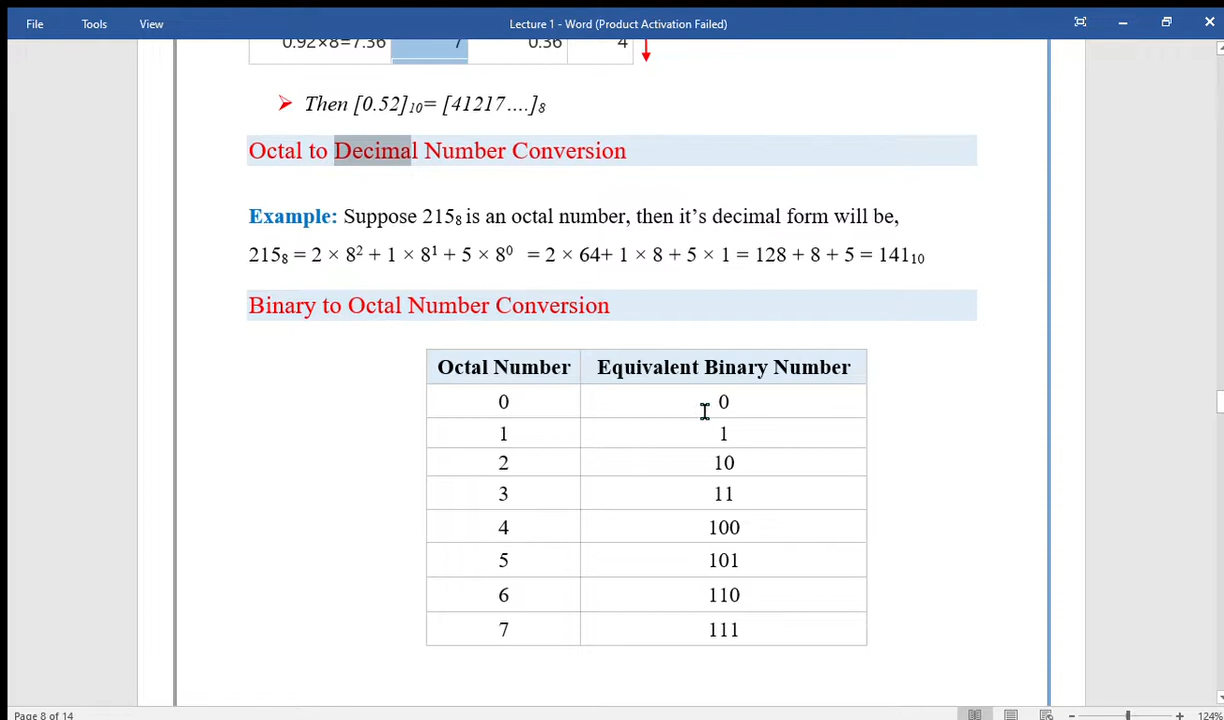 File Tools View Lecture 1 - Word (Product Activation Failed)
0.92×8=7.36 7 0.36 4
➤ Then [0.52]₁₀= [41217....]₈
Octal to Decimal Number Conversion
Example: Suppose 215₈ is an octal number, then it’s decimal form will be,
215₈ = 2 × 8² + 1 × 8¹ + 5 × 8⁰ = 2 × 64+ 1 × 8 + 5 × 1 = 128 + 8 + 5 = 141₁₀
Binary to Octal Number Conversion
Octal Number Equivalent Binary Number
0 0
1 1
2 10
3 11
4 100
5 101
6 110
7 111
Page 8 of 14 124%